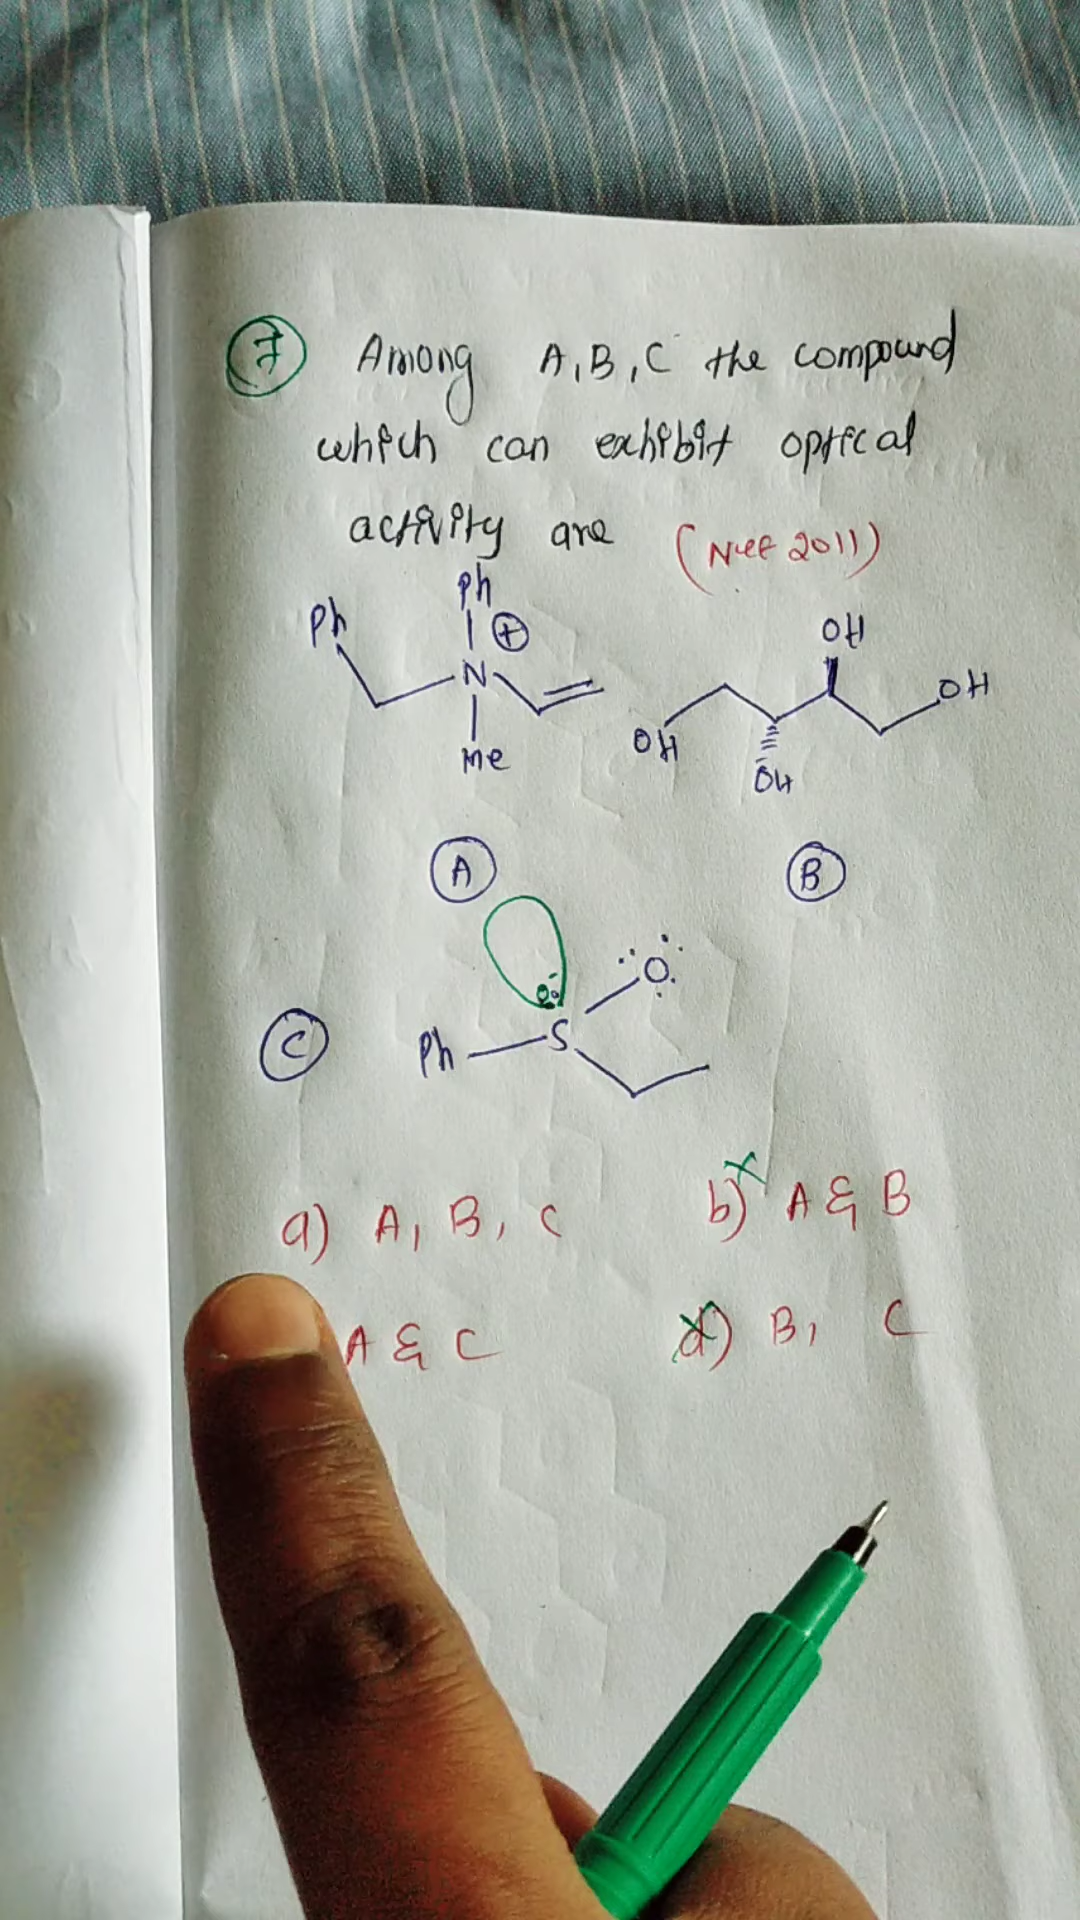 7 Among A, B, C the compound
which can exhibit optical
activity are (Neet 2011)
Ph Ph ⊕ N Me
OH OH OH OH
A B
C Ph S O
a) A, B, C b) A & B
A & C d) B, C